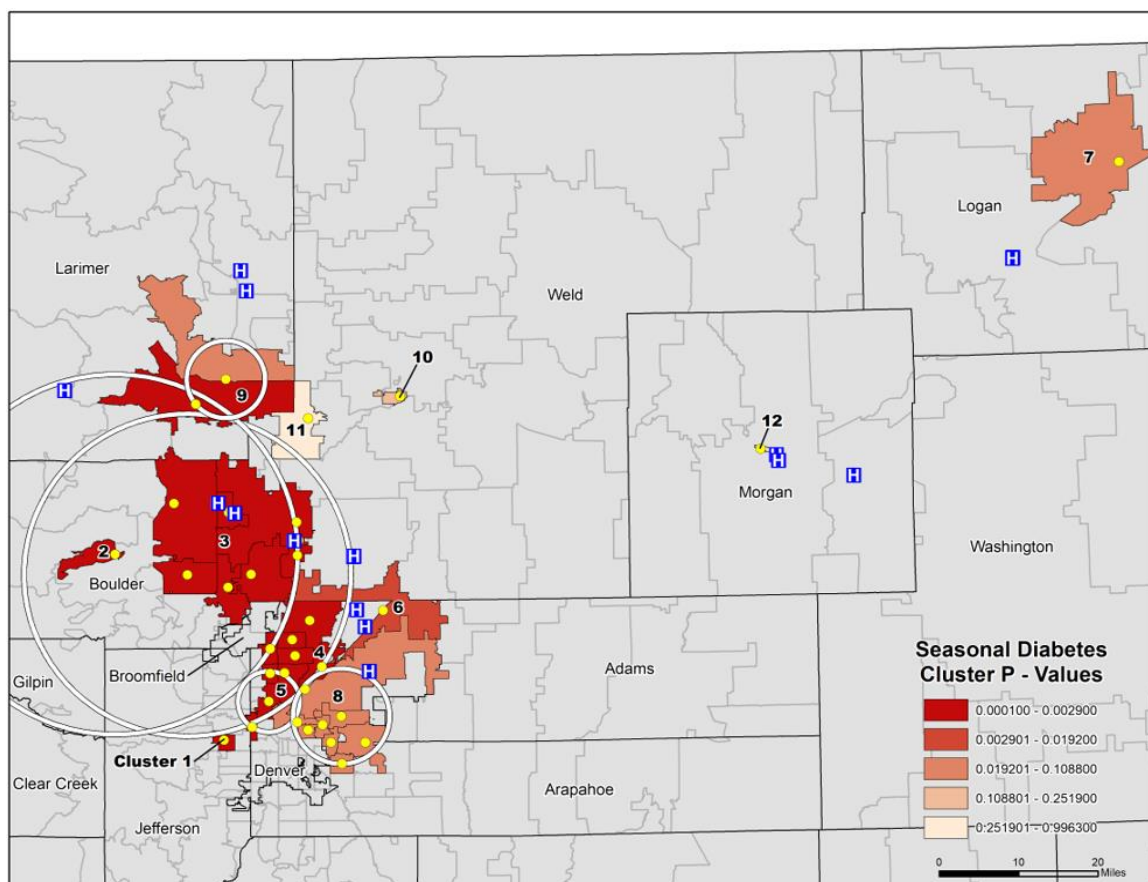 7
Logan
H
Larimer
H
H
Weld
10
9
H
11
12
H
H
Morgan
H
H
H
3
2
H
H
Boulder
Washington
H
6
H
4
Adams
Broomfield
H
Gilpin
5
8
Cluster 1
Denver
Clear Creek
Arapahoe
Jefferson
Seasonal Diabetes
Cluster P - Values
0.000100 - 0.002900
0.002901 - 0.019200
0.019201 - 0.108800
0.108801 - 0.251900
0.251901 - 0.996300
0 10 20
Miles